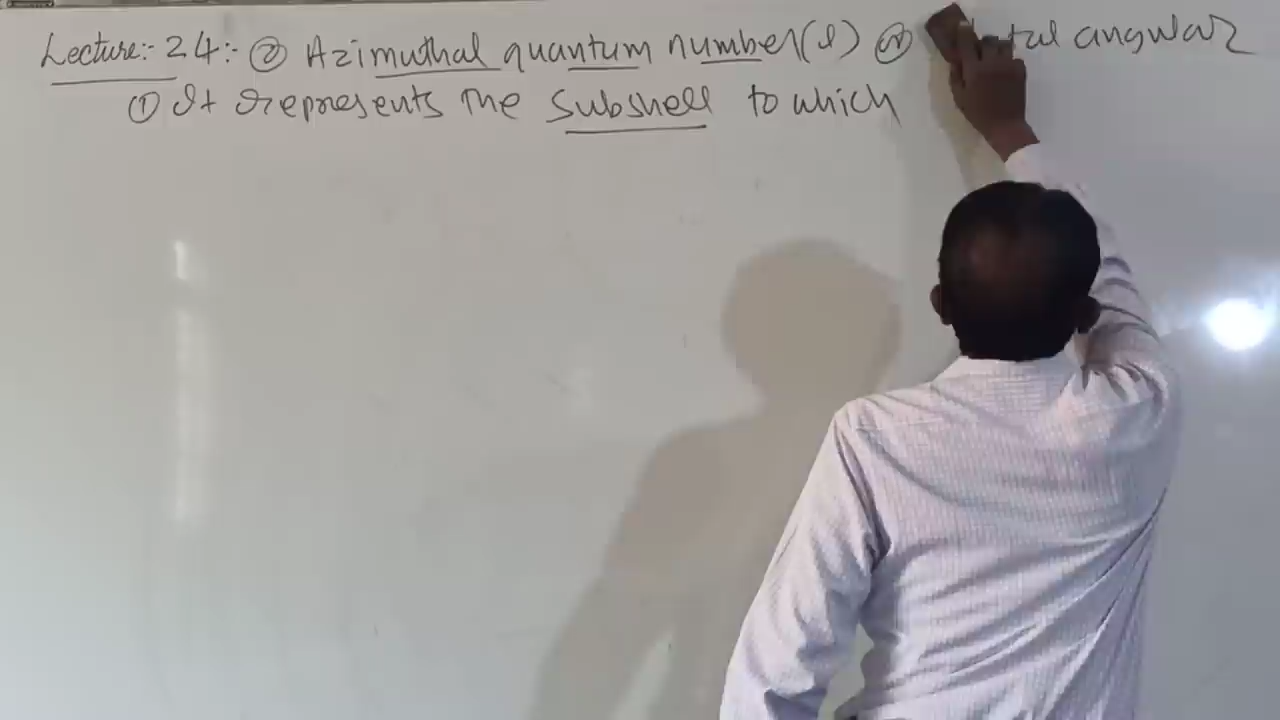 Lecture:- 24:- ② Azimuthal quantum number(l) or angular
① It represents the subshell to which